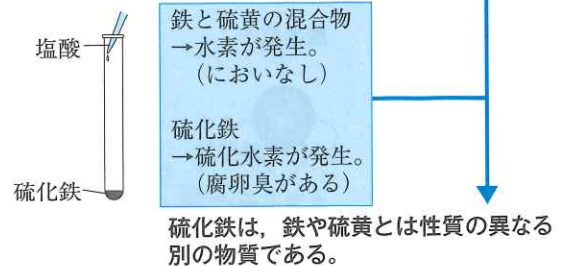 塩酸
硫化鉄
鉄と硫黄の混合物
→水素が発生。
（においなし）
硫化鉄
→硫化水素が発生。
（腐卵臭がある）
硫化鉄は，鉄や硫黄とは性質の異なる
別の物質である。